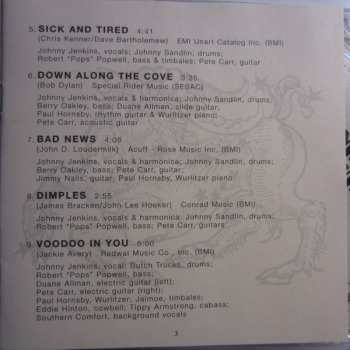 5. SICK AND TIRED 4:41
(Chris Kenner/Dave Bartholomew) EMI Unart Catalog Inc. (BMI)
Johnny Jenkins, vocals; Johnny Sandlin, drums;
Robert "Pops" Popwell, bass & timbales; Pete Carr, guitar
6. DOWN ALONG THE COVE 3:25
(Bob Dylan) Special Rider Music (SESAC)
Johnny Jenkins, vocals & harmonica; Johnny Sandlin, drums;
Berry Oakley, bass; Duane Allman, slide guitar,
Paul Hornsby, rhythm guitar & Wurlitzer piano;
Pete Carr, acoustic guitar
7. BAD NEWS 4:08
(John D. Loudermilk) Acuff - Rose Music Inc. (BMI)
Johnny Jenkins, vocals & harmonica; Johnny Sandlin, drums;
Berry Oakley, bass; Pete Carr, guitar;
Jimmy Nalls, guitar; Paul Hornsby, Wurlitzer piano
8. DIMPLES 2:55
(James Bracken/John Lee Hooker) Conrad Music (BMI)
Johnny Jenkins, vocals & harmonica; Johnny Sandlin, drums;
Robert "Pops" Popwell, bass; Pete Carr, guitars
9. VOODOO IN YOU 5:00
(Jackie Avery) Redwal Music Co., Inc. (BMI)
Johnny Jenkins, vocal; Butch Trucks, drums;
Robert "Pops" Popwell, bass;
Duane Allman, electric guitar (left);
Pete Carr, electric guitar (right);
Paul Hornsby, Wurlitzer, Jaimoe, timbales;
Eddie Hinton, cowbell; Tippy Armstrong, cabasa;
Southern Comfort, background vocals
3